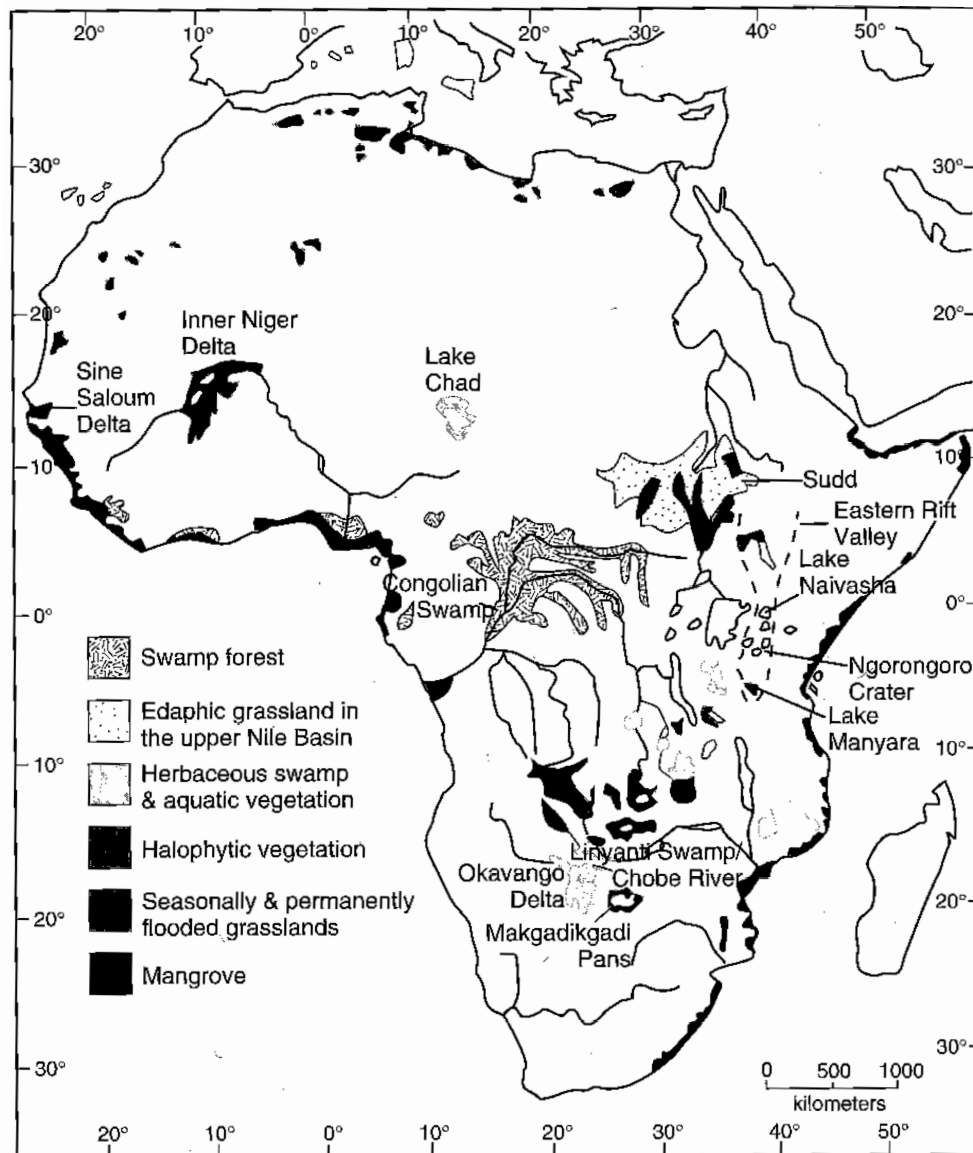 20° 10° 0° 10° 20° 30° 40° 50°
30° 30°
Inner Niger
Delta
20° 20°
Lake
Chad
Sine
Saloum
Delta
10° 10°
Sudd
Eastern Rift
Valley
Lake
Naivasha
Congolian
Swamp
0° 0°
Ngorongoro
Crater
Lake
Manyara
Swamp forest
Edaphic grassland in
the upper Nile Basin
Herbaceous swamp
& aquatic vegetation
Halophytic vegetation
Seasonally & permanently
flooded grasslands
Mangrove
10° 10°
Linyanti Swamp/
Chobe River
Okavango
Delta
Makgadikgadi
Pans
20° 20°
30° 30°
0 500 1000
kilometers
20° 10° 0° 10° 20° 30° 40° 50°